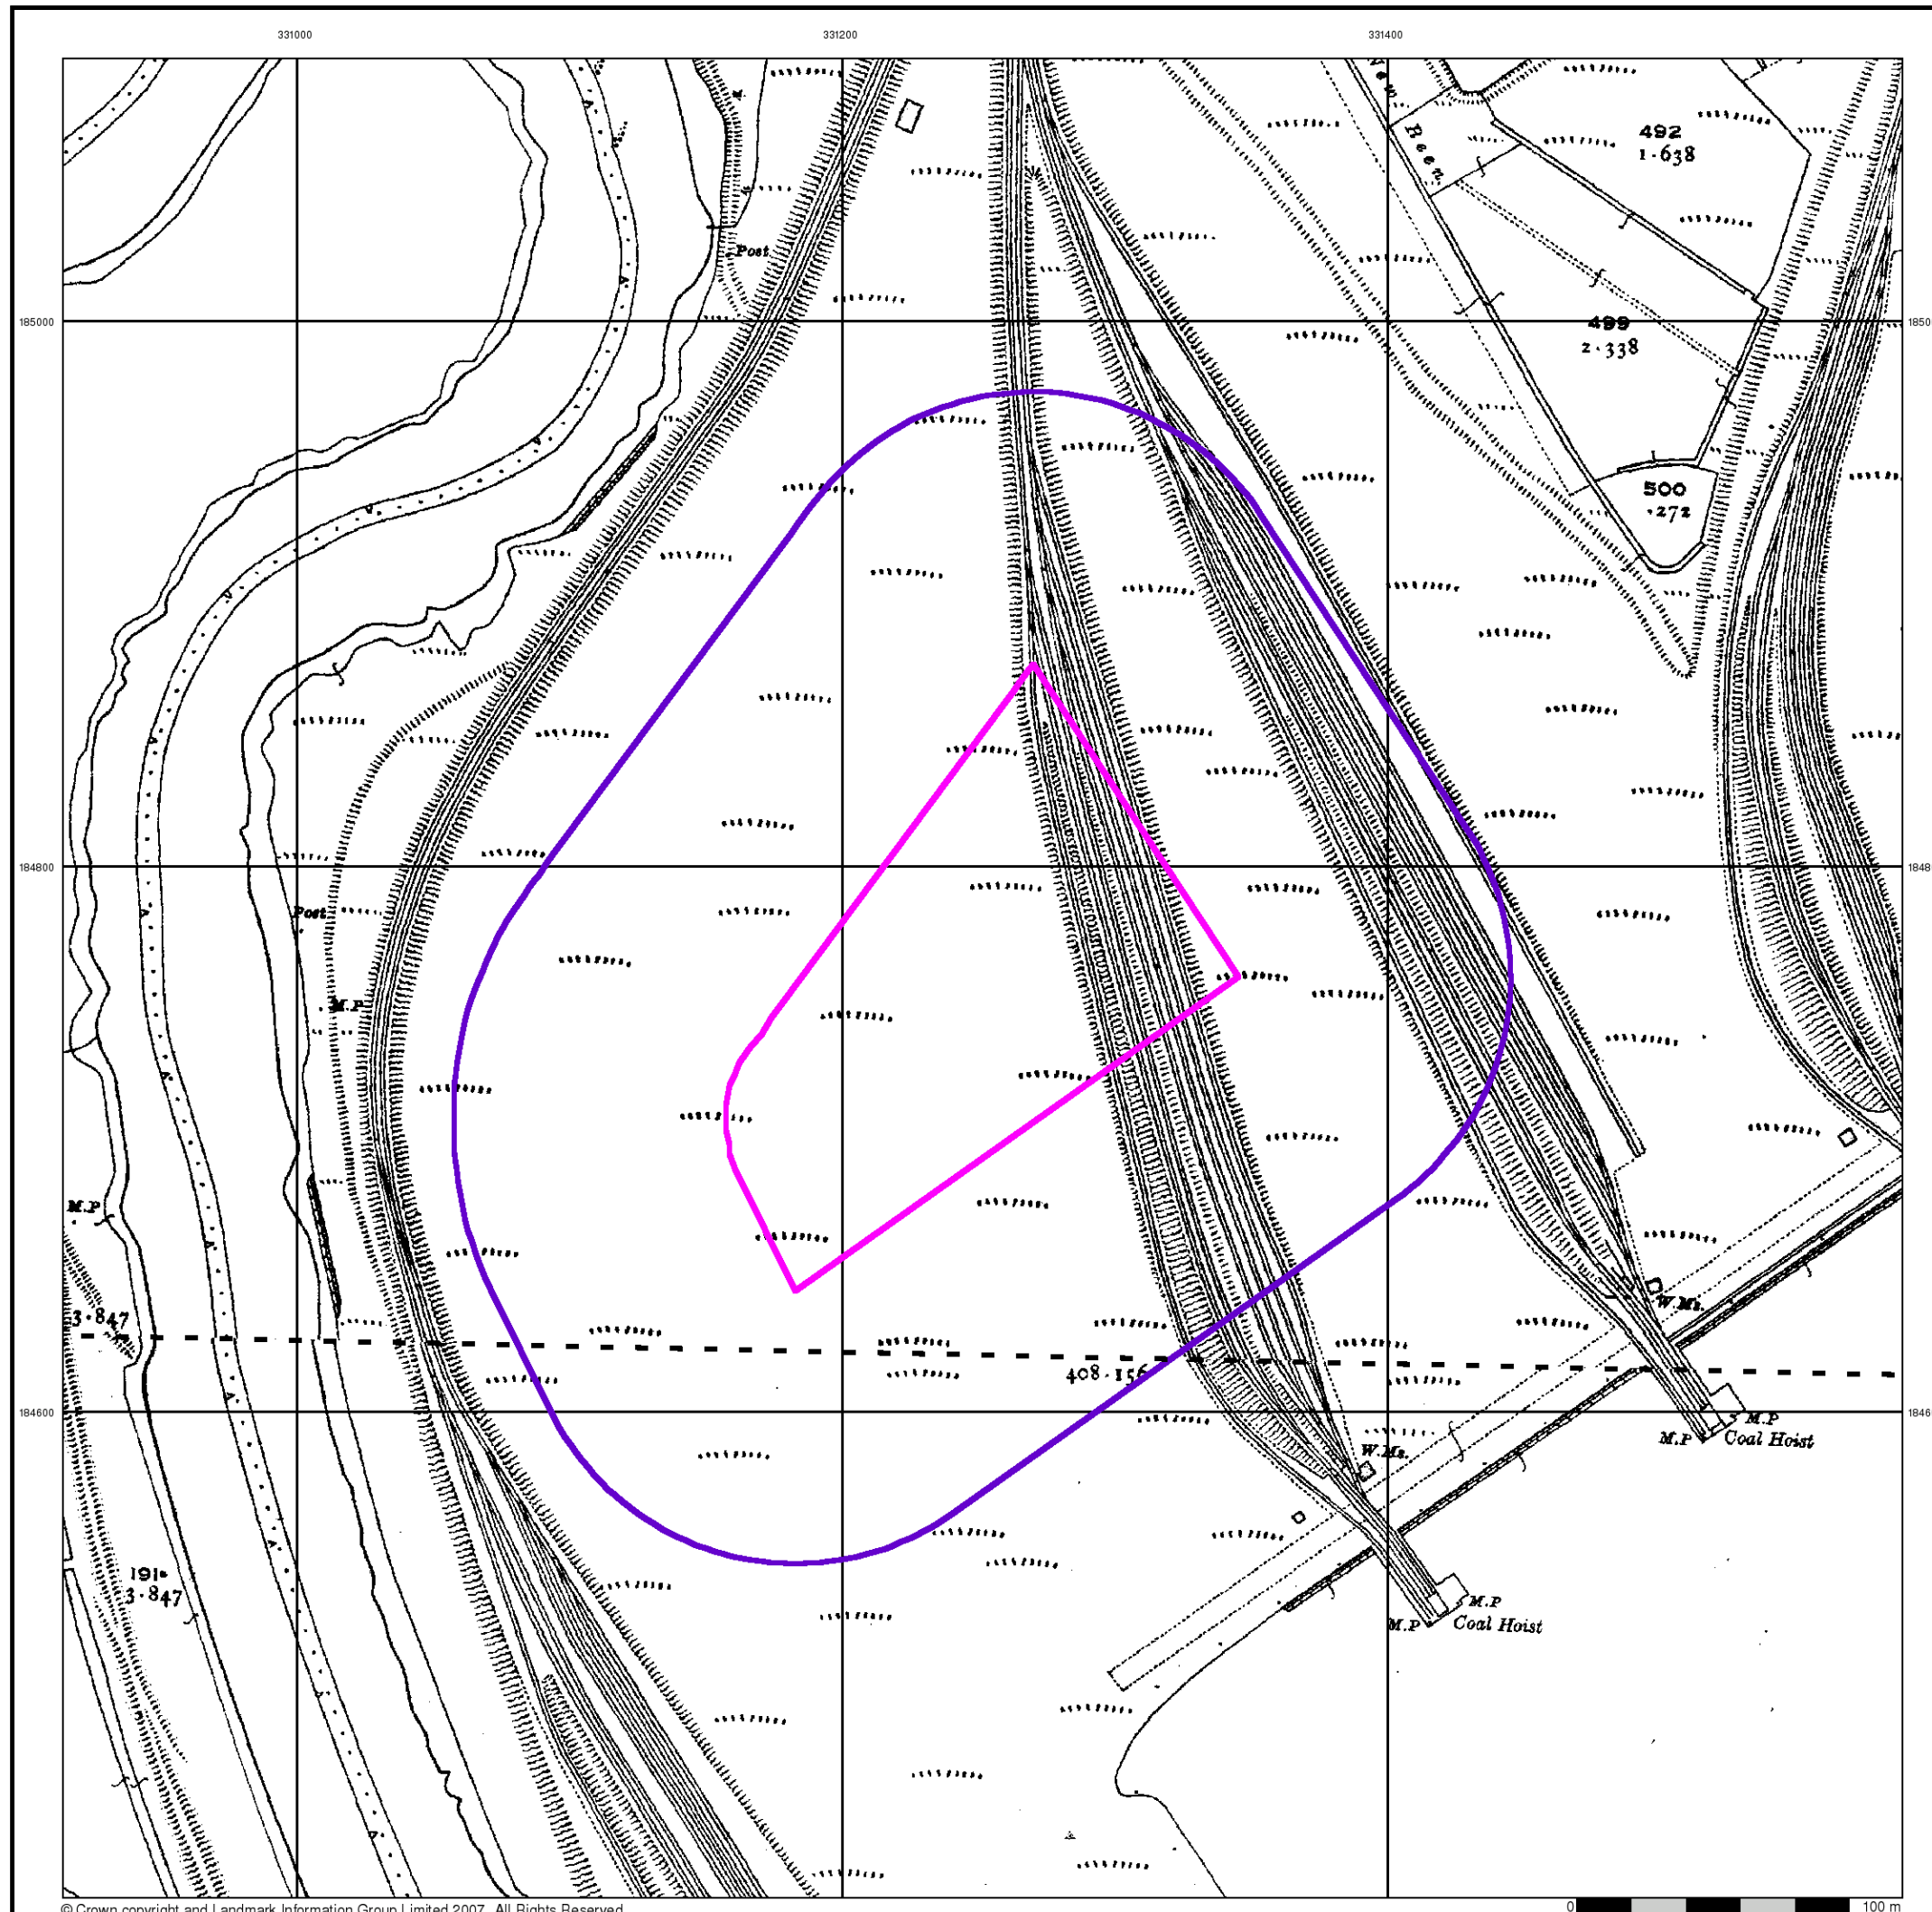 331000 331200 331400
492
1·638
Reen
Post
185000
499
2·338
500
·272
184800
Post
M.P
M.P
3·847
W.Ms.
408·156
184600
M.P
M.P
Coal Hoist
W.Ms.
191a
3·847
M.P
M.P
Coal Hoist
© Crown copyright and Landmark Information Group Limited 2007. All Rights Reserved.
0 100 m